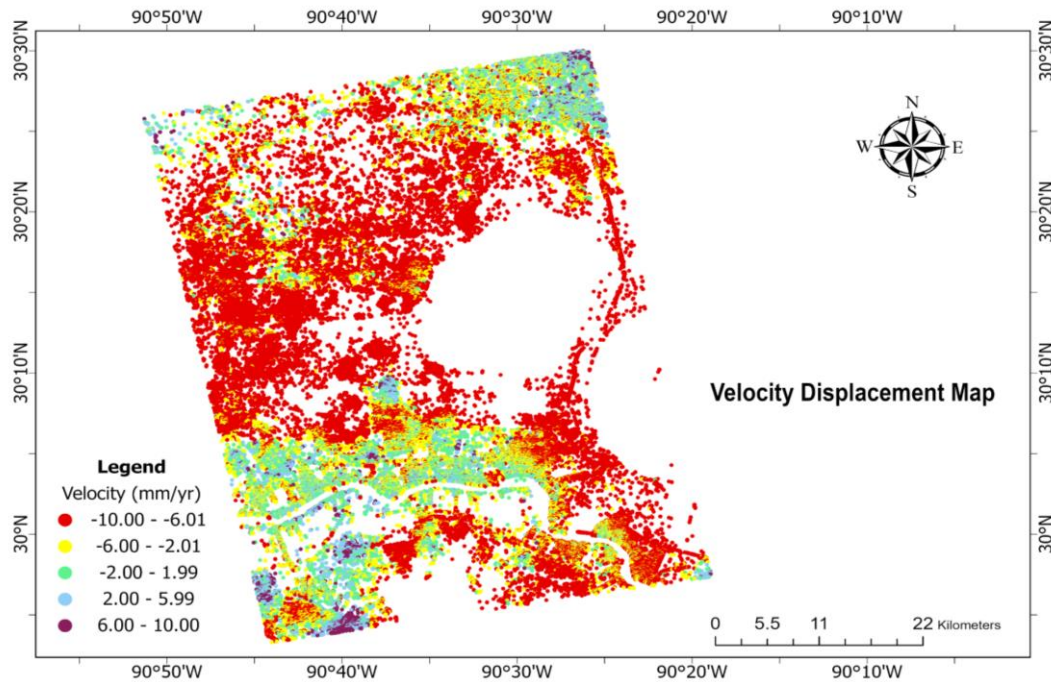 90°50'W 90°40'W 90°30'W 90°20'W 90°10'W
30°30'N 30°30'N
N
W E
S
30°20'N 30°20'N
30°10'N 30°10'N
Velocity Displacement Map
Legend
Velocity (mm/yr)
-10.00 - -6.01
-6.00 - -2.01
-2.00 - 1.99
2.00 - 5.99
6.00 - 10.00
30°N 30°N
0 5.5 11 22 Kilometers
90°50'W 90°40'W 90°30'W 90°20'W 90°10'W